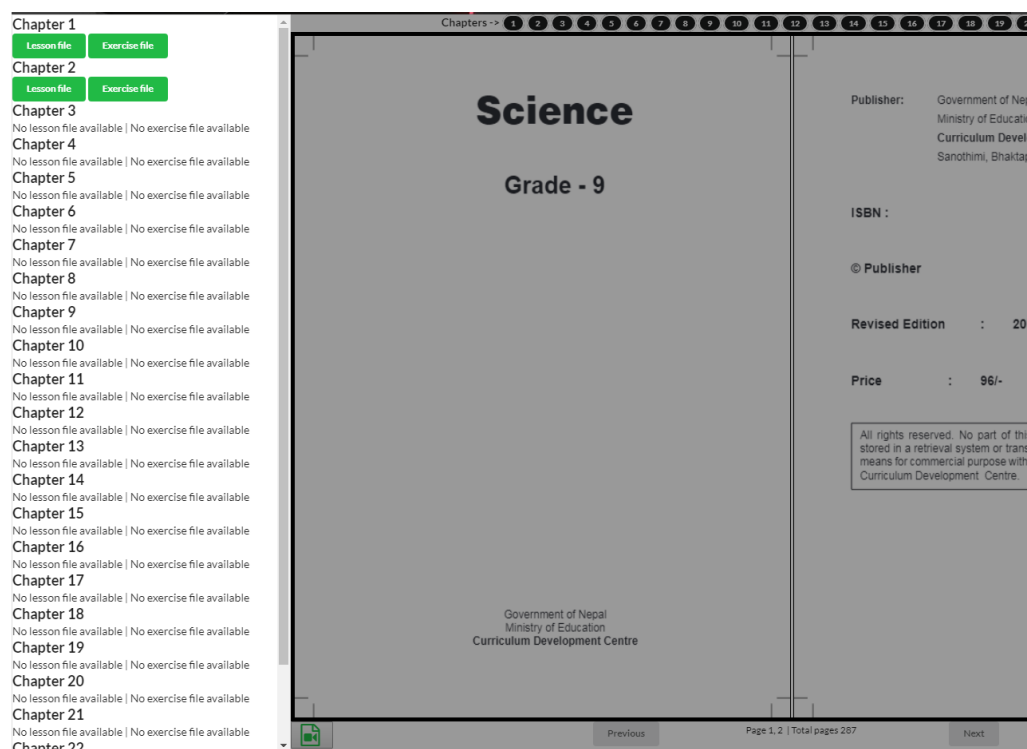 Chapter 1
Lesson file Exercise file
Chapter 2
Lesson file Exercise file
Chapter 3
No lesson file available | No exercise file available
Chapter 4
No lesson file available | No exercise file available
Chapter 5
No lesson file available | No exercise file available
Chapter 6
No lesson file available | No exercise file available
Chapter 7
No lesson file available | No exercise file available
Chapter 8
No lesson file available | No exercise file available
Chapter 9
No lesson file available | No exercise file available
Chapter 10
No lesson file available | No exercise file available
Chapter 11
No lesson file available | No exercise file available
Chapter 12
No lesson file available | No exercise file available
Chapter 13
No lesson file available | No exercise file available
Chapter 14
No lesson file available | No exercise file available
Chapter 15
No lesson file available | No exercise file available
Chapter 16
No lesson file available | No exercise file available
Chapter 17
No lesson file available | No exercise file available
Chapter 18
No lesson file available | No exercise file available
Chapter 19
No lesson file available | No exercise file available
Chapter 20
No lesson file available | No exercise file available
Chapter 21
No lesson file available | No exercise file available
Chapter 22
Chapters -> 1 2 3 4 5 6 7 8 9 10 11 12 13 14 15 16 17 18 19
Science
Grade - 9
Government of Nepal
Ministry of Education
Curriculum Development Centre
Publisher: Government of Nep
Ministry of Educati
Curriculum Devel
Sanothimi, Bhaktap
ISBN :
© Publisher
Revised Edition : 20
Price : 96/-
All rights reserved. No part of thi
stored in a retrieval system or trans
means for commercial purpose with
Curriculum Development Centre.
Previous Page 1, 2 | Total pages 287 Next